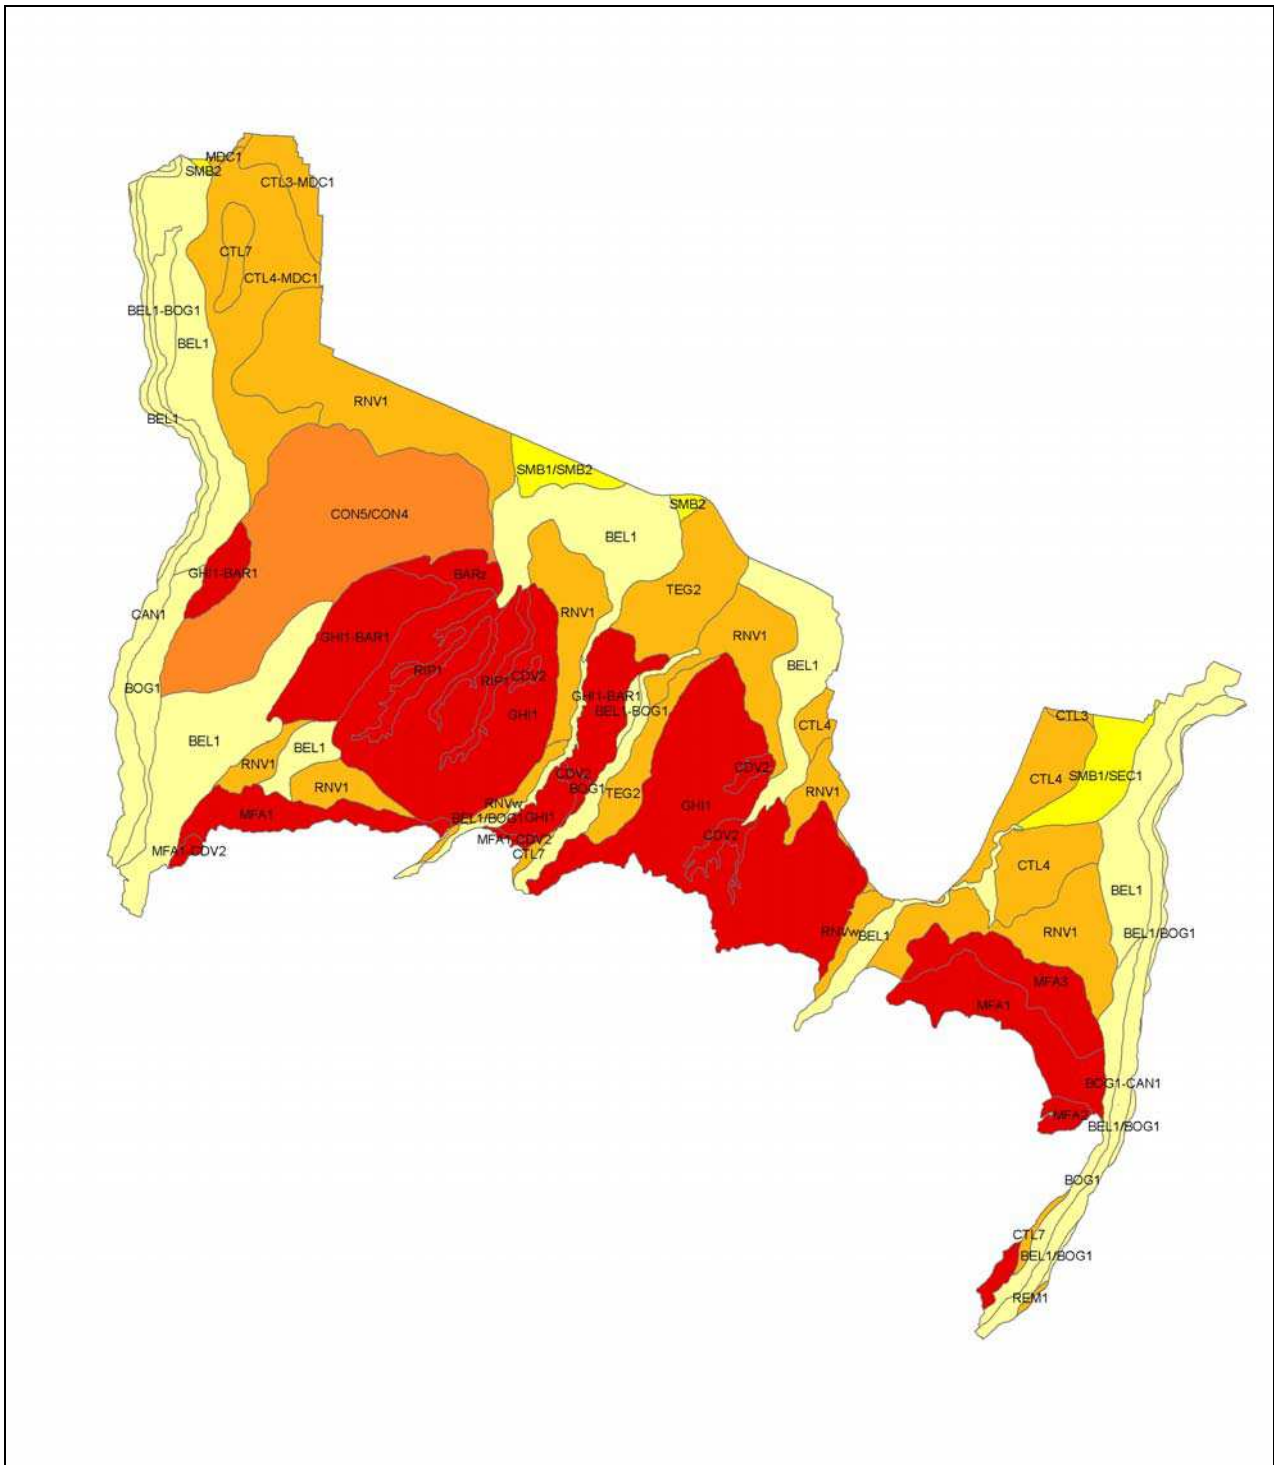 MDC1
SMB2
CTL3-MDC1
CTL7
CTL4-MDC1
BEL1-BOG1
BEL1
RNV1
BEL1
SMB1/SMB2
SMB2
CON5/CON4
BEL1
GHI1-BAR1
BARz
TEG2
CAN1
RNV1
GHI1-BAR1
RNV1
RIP1
BEL1
RIP1
CDV2
BOG1
GHI1-BAR1
BEL1-BOG1
GHI1
CTL3
CTL4
BEL1
BEL1
RNV1
CDV2
CDV2
SMB1/SEC1
CTL4
RNV1
BOG1
TEG2
RNV1
RNVw
GHI1
MFA1
BEL1/BOG1
GHI1
CDV2
MFA1-CDV2
MFA1-CDV2
CTL7
CTL4
BEL1
RNVw
BEL1
RNV1
BEL1/BOG1
MFA3
MFA1
BOG1-CAN1
MFA2
BEL1/BOG1
BOG1
CTL7
BEL1/BOG1
REM1